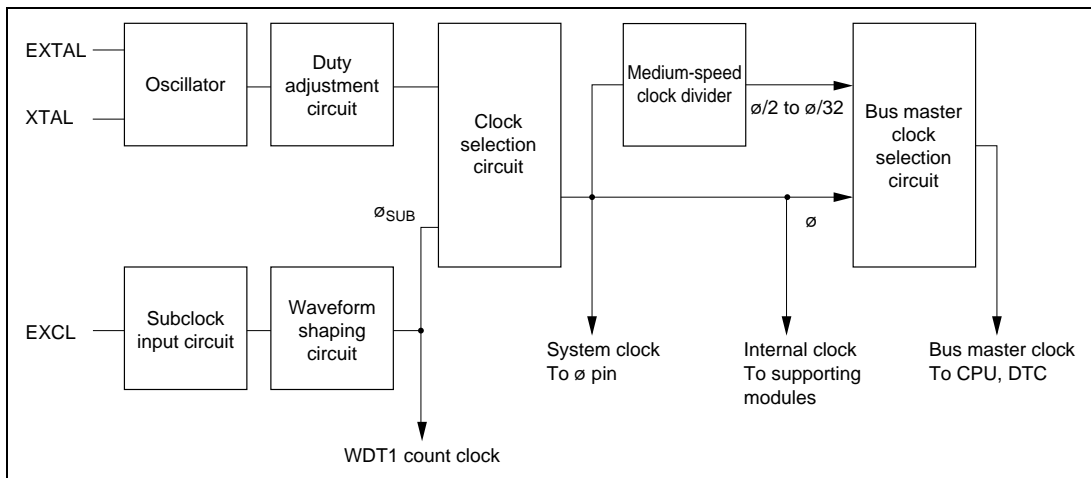 EXTAL
XTAL
Oscillator
Duty
adjustment
circuit
Clock
selection
circuit
Medium-speed
clock divider
ø/2 to ø/32
Bus master
clock
selection
circuit
øSUB
ø
EXCL
Subclock
input circuit
Waveform
shaping
circuit
System clock
To ø pin
Internal clock
To supporting
modules
Bus master clock
To CPU, DTC
WDT1 count clock